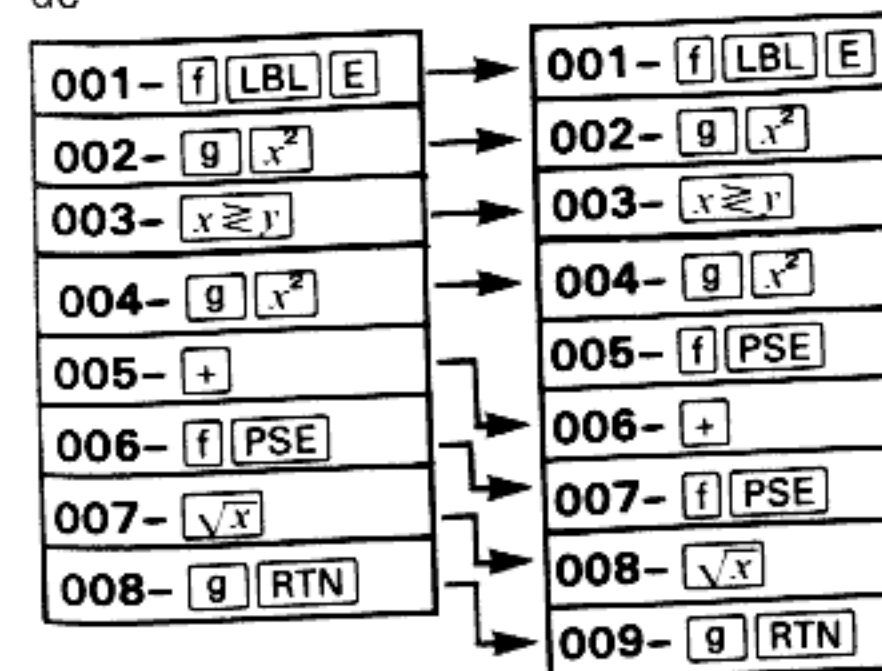 de
001– f LBL E
002– g x²
003– x≷y
004– g x²
005– +
006– f PSE
007– √x
008– g RTN
001– f LBL E
002– g x²
003– x≷y
004– g x²
005– f PSE
006– +
007– f PSE
008– √x
009– g RTN